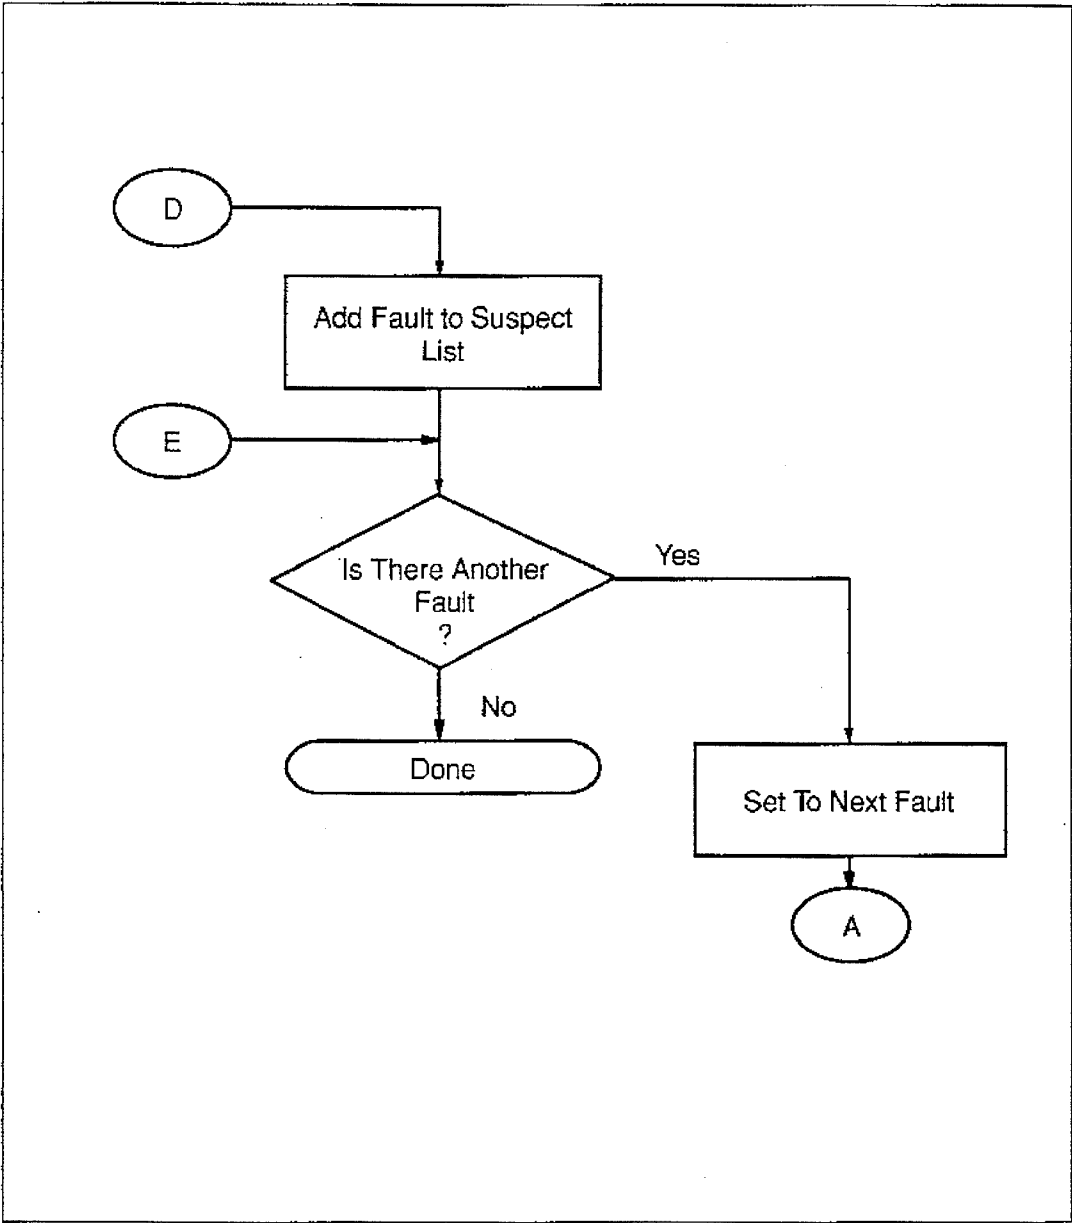 D
Add Fault to Suspect
List
E
Is There Another
Fault
?
Yes
No
Done
Set To Next Fault
A